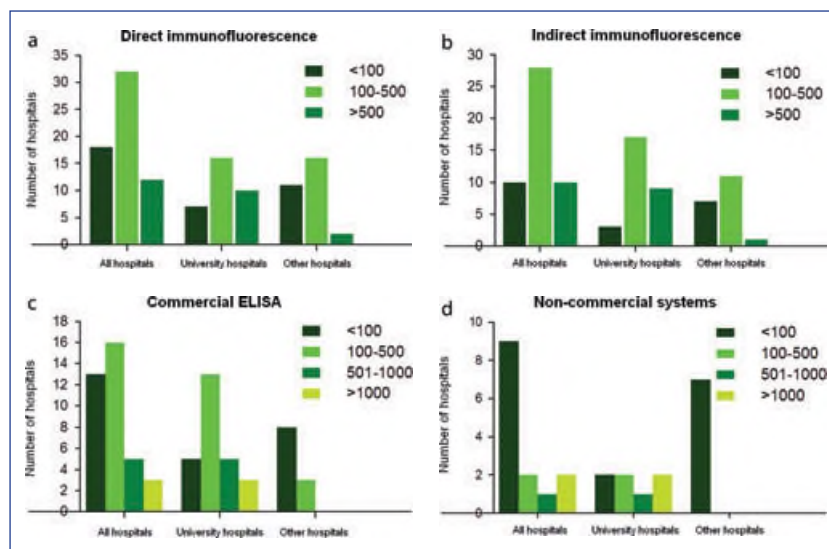 a
Direct immunofluorescence
35
30
25
20
15
10
5
0
Number of hospitals
<100
100-500
>500
All hospitals
University hospitals
Other hospitals
b
Indirect immunofluorescence
30
25
20
15
10
5
0
Number of hospitals
<100
100-500
>500
All hospitals
University hospitals
Other hospitals
c
Commercial ELISA
18
16
14
12
10
8
6
4
2
0
Number of hospitals
<100
100-500
501-1000
>1000
All hospitals
University hospitals
Other hospitals
d
Non-commercial systems
10
8
6
4
2
0
Number of hospitals
<100
100-500
501-1000
>1000
All hospitals
University hospitals
Other hospitals